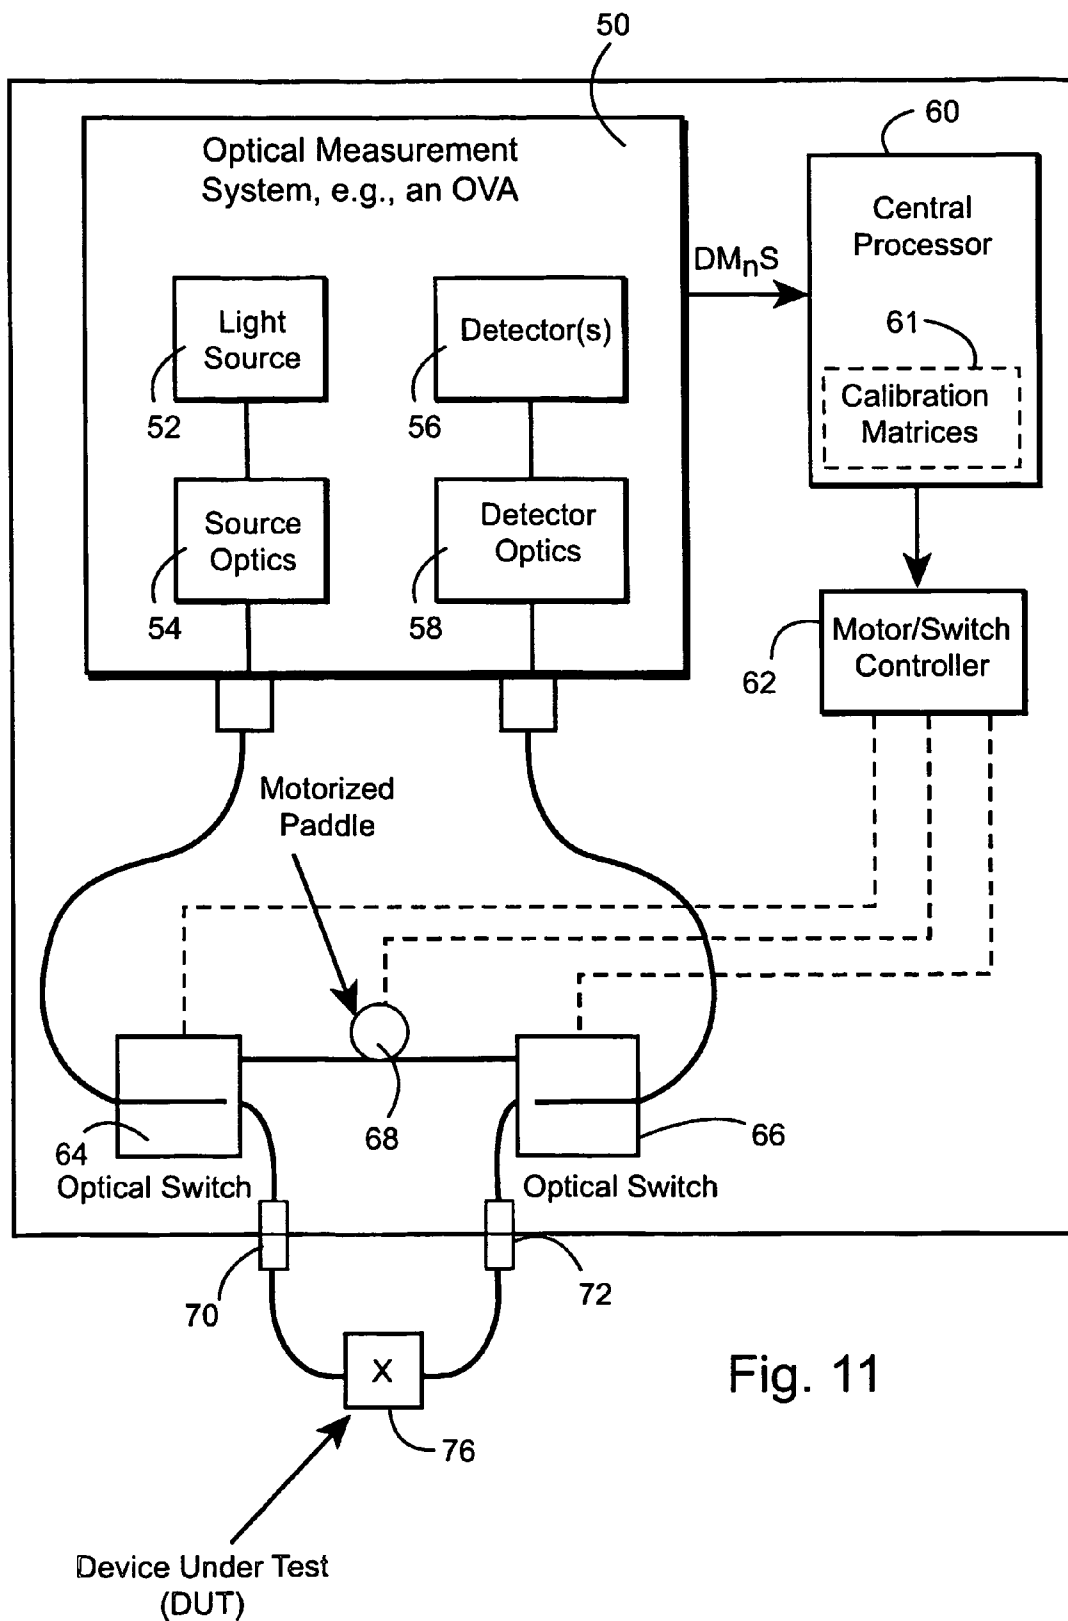 50
Optical Measurement
System, e.g., an OVA
60
Central
Processor
DMnS
Light
Source
Detector(s)
61
Calibration
Matrices
52
56
Source
Optics
Detector
Optics
54
58
Motor/Switch
Controller
62
Motorized
Paddle
64
68
66
Optical Switch
Optical Switch
70
72
X
76
Fig. 11
Device Under Test
(DUT)